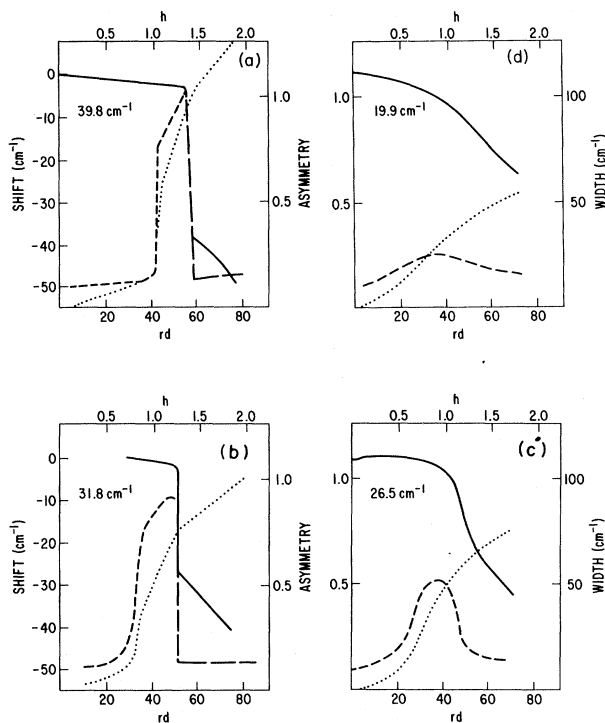 h
0.5 1.0 1.5 2.0
(a)
39.8 cm⁻¹
0
-10
-20
-30
-40
-50
SHIFT (cm⁻¹)
1.0
0.5
ASYMMETRY
0 20 40 60 80
rd
h
0.5 1.0 1.5 2.0
(d)
19.9 cm⁻¹
1.0
0.5
ASYMMETRY
100
50
WIDTH (cm⁻¹)
20 40 60 80
rd
h
0.5 1.0 1.5 2.0
(b)
31.8 cm⁻¹
0
-10
-20
-30
-40
-50
SHIFT (cm⁻¹)
1.0
0.5
ASYMMETRY
0 20 40 60 80
rd
h
0.5 1.0 1.5 2.0
(c)
26.5 cm⁻¹
1.0
0.5
100
50
WIDTH (cm⁻¹)
0 20 40 60 80
rd